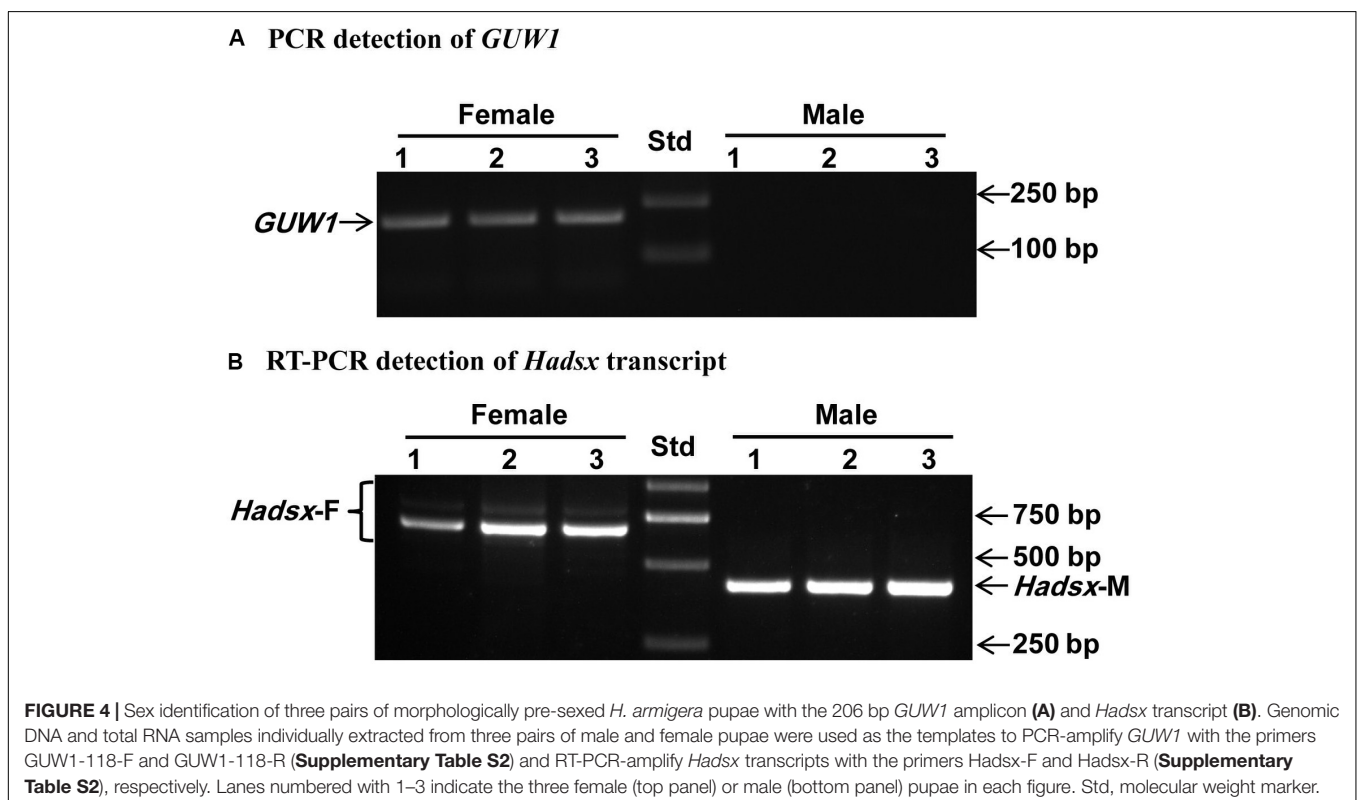 A PCR detection of GUW1
Female
Male
Std
1 2 3
1 2 3
GUW1→
←250 bp
←100 bp
B RT-PCR detection of Hadsx transcript
Female
Male
Std
1 2 3
1 2 3
Hadsx-F
←750 bp
←500 bp
←Hadsx-M
←250 bp
FIGURE 4 | Sex identification of three pairs of morphologically pre-sexed H. armigera pupae with the 206 bp GUW1 amplicon (A) and Hadsx transcript (B). Genomic
DNA and total RNA samples individually extracted from three pairs of male and female pupae were used as the templates to PCR-amplify GUW1 with the primers
GUW1-118-F and GUW1-118-R (Supplementary Table S2) and RT-PCR-amplify Hadsx transcripts with the primers Hadsx-F and Hadsx-R (Supplementary
Table S2), respectively. Lanes numbered with 1–3 indicate the three female (top panel) or male (bottom panel) pupae in each figure. Std, molecular weight marker.